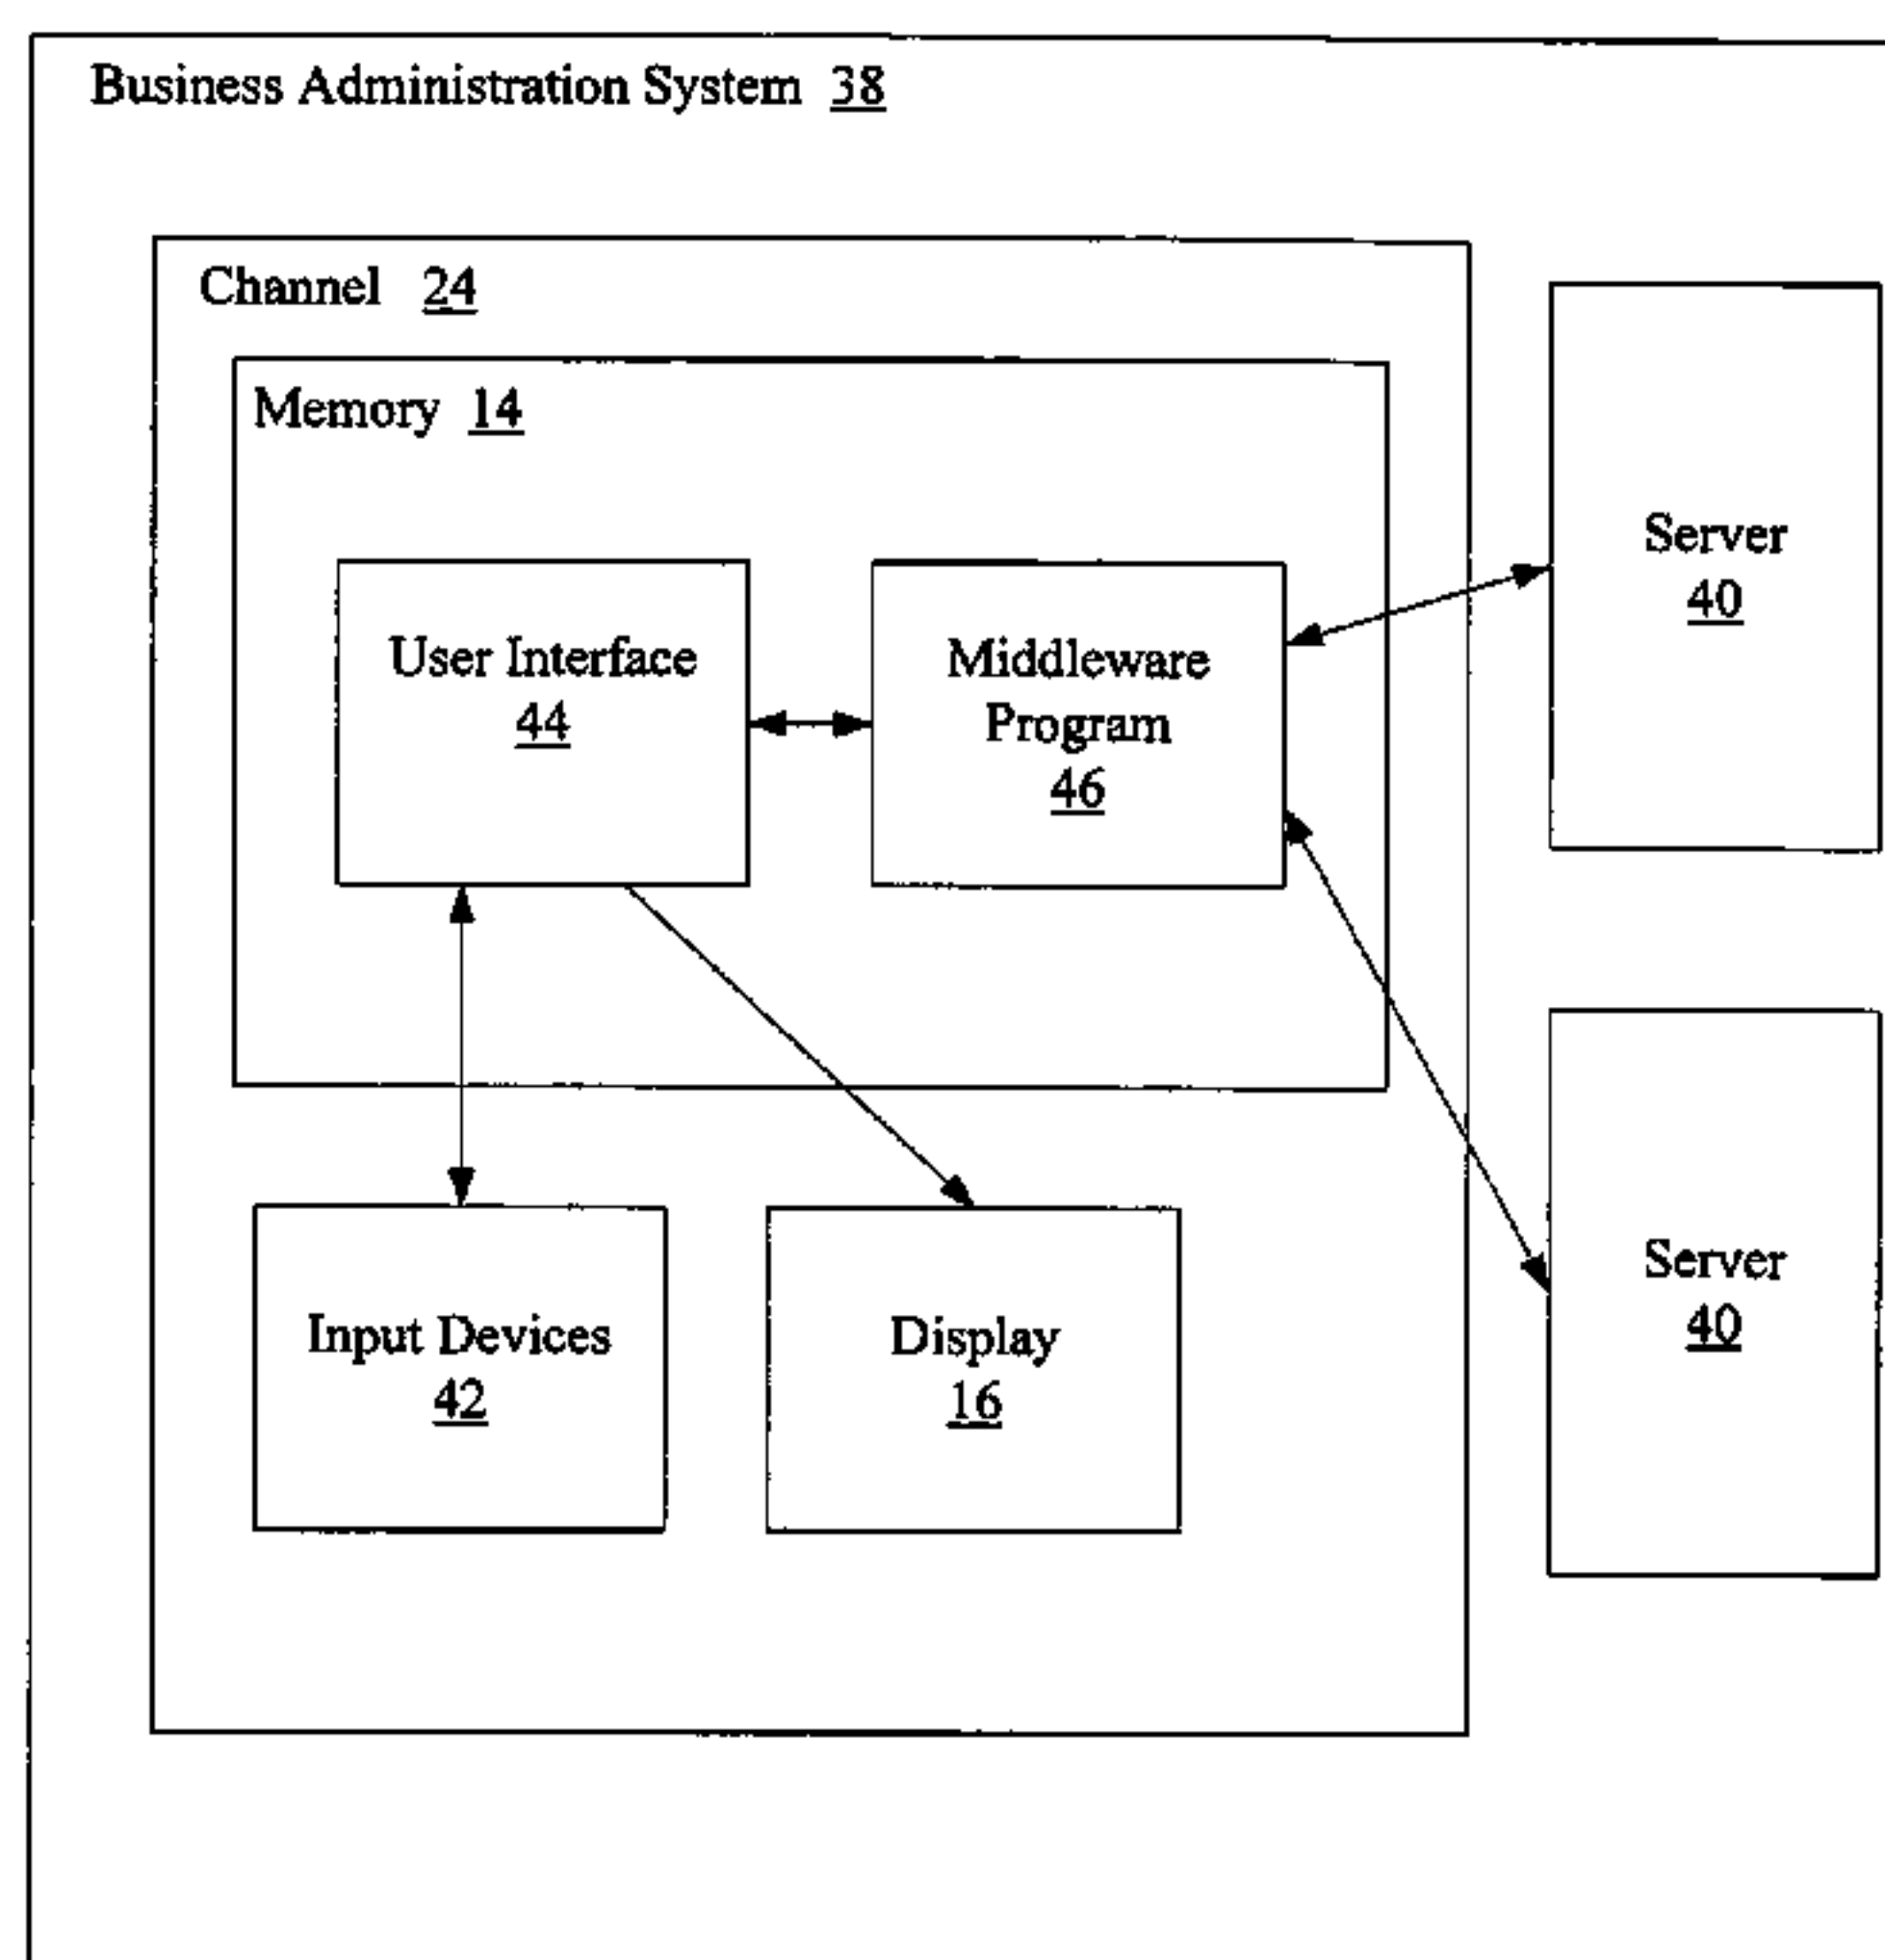 Business Administration System 38
Channel 24
Memory 14
User Interface
44
Middleware
Program
46
Server
40
Input Devices
42
Display
16
Server
40